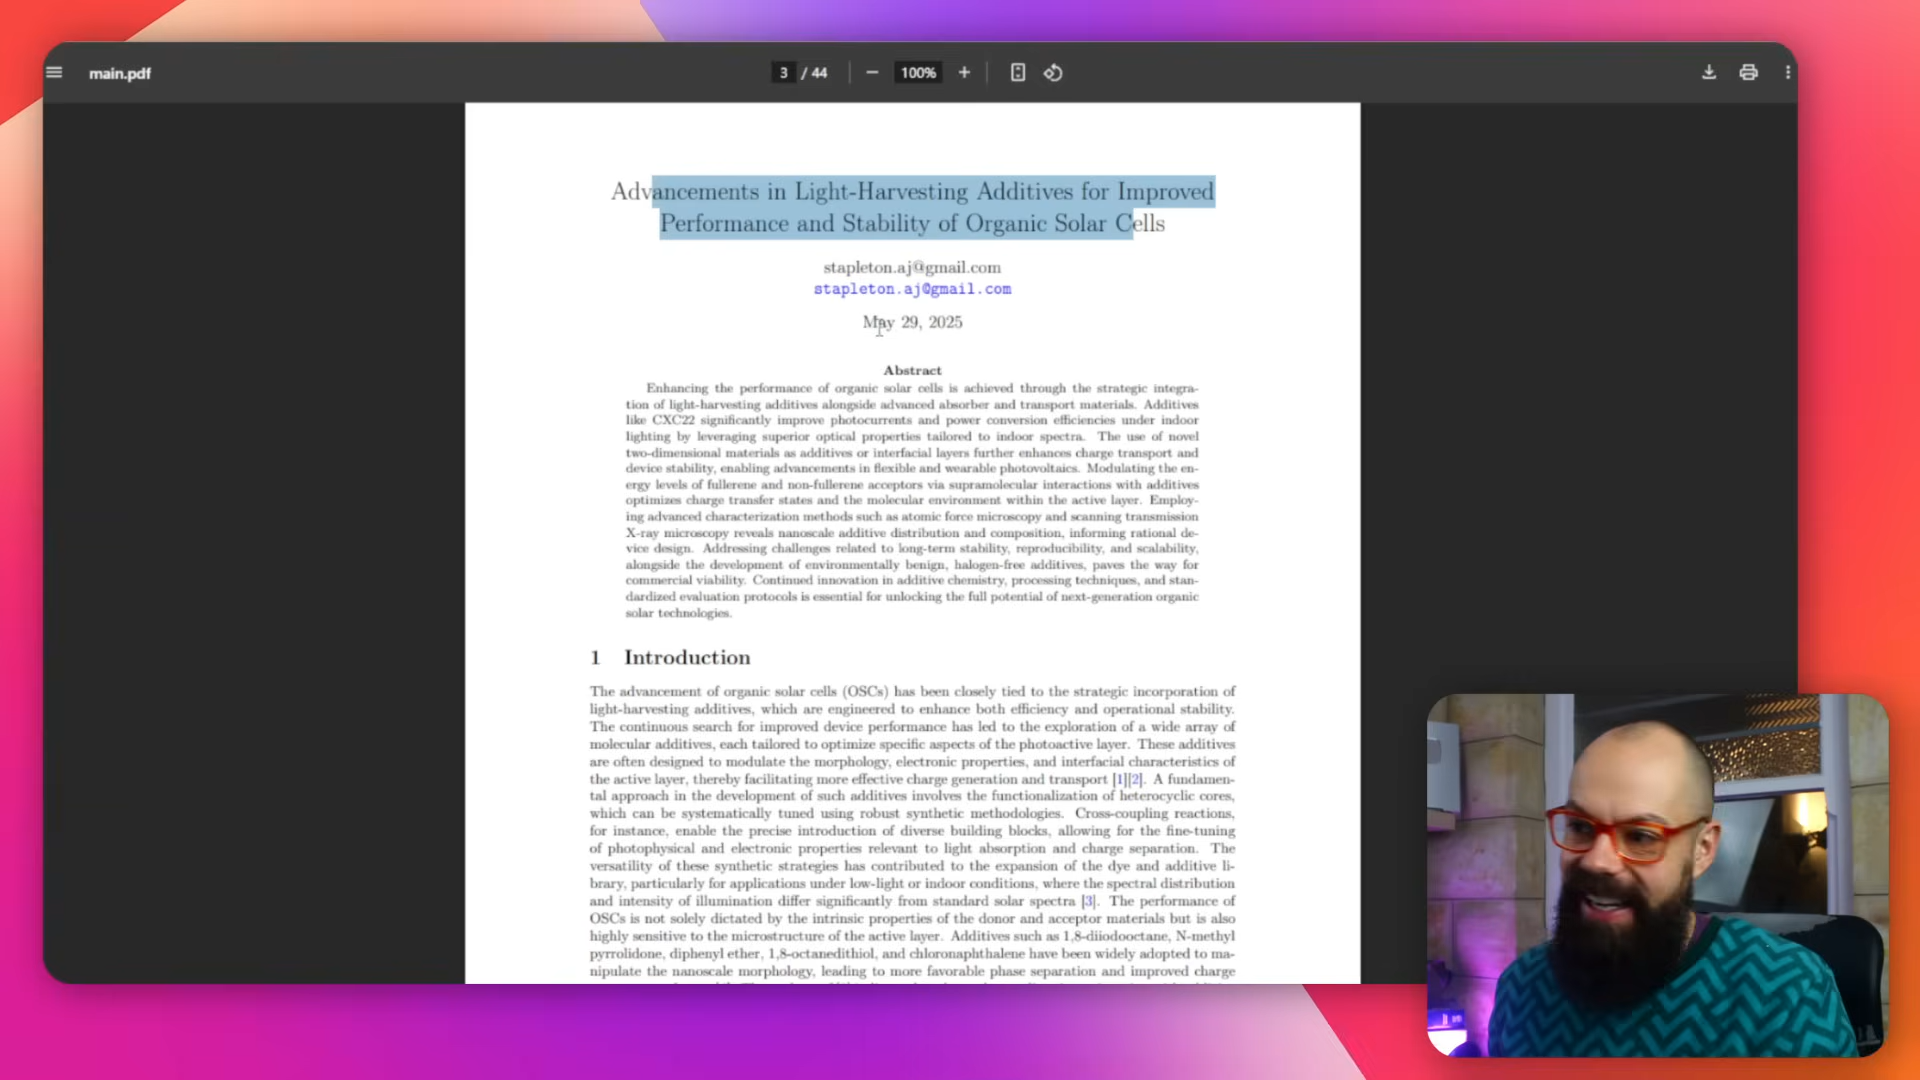 main.pdf
3 / 44
100%
Advancements in Light-Harvesting Additives for Improved
Performance and Stability of Organic Solar Cells
stapleton.aj@gmail.com
stapleton.aj@gmail.com
May 29, 2025
Abstract
Enhancing the performance of organic solar cells is achieved through the strategic integra-
tion of light-harvesting additives alongside advanced absorber and transport materials. Additives
like CXC22 significantly improve photocurrents and power conversion efficiencies under indoor
lighting by leveraging superior optical properties tailored to indoor spectra. The use of novel
two-dimensional materials as additives or interfacial layers further enhances charge transport and
device stability, enabling advancements in flexible and wearable photovoltaics. Modulating the en-
ergy levels of fullerene and non-fullerene acceptors via supramolecular interactions with additives
optimizes charge transfer states and the molecular environment within the active layer. Employ-
ing advanced characterization methods such as atomic force microscopy and scanning transmission
X-ray microscopy reveals nanoscale additive distribution and composition, informing rational de-
vice design. Addressing challenges related to long-term stability, reproducibility, and scalability,
alongside the development of environmentally benign, halogen-free additives, paves the way for
commercial viability. Continued innovation in additive chemistry, processing techniques, and stan-
dardized evaluation protocols is essential for unlocking the full potential of next-generation organic
solar technologies.
1 Introduction
The advancement of organic solar cells (OSCs) has been closely tied to the strategic incorporation of
light-harvesting additives, which are engineered to enhance both efficiency and operational stability.
The continuous search for improved device performance has led to the exploration of a wide array of
molecular additives, each tailored to optimize specific aspects of the photoactive layer. These additives
are often designed to modulate the morphology, electronic properties, and interfacial characteristics of
the active layer, thereby facilitating more effective charge generation and transport [1][2]. A fundamen-
tal approach in the development of such additives involves the functionalization of heterocyclic cores,
which can be systematically tuned using robust synthetic methodologies. Cross-coupling reactions,
for instance, enable the precise introduction of diverse building blocks, allowing for the fine-tuning
of photophysical and electronic properties relevant to light absorption and charge separation. The
versatility of these synthetic strategies has contributed to the expansion of the dye and additive li-
brary, particularly for applications under low-light or indoor conditions, where the spectral distribution
and intensity of illumination differ significantly from standard solar spectra [3]. The performance of
OSCs is not solely dictated by the intrinsic properties of the donor and acceptor materials but is also
highly sensitive to the microstructure of the active layer. Additives such as 1,8-diiodooctane, N-methyl
pyrrolidone, diphenyl ether, 1,8-octanedithiol, and chloronaphthalene have been widely adopted to ma-
nipulate the nanoscale morphology, leading to more favorable phase separation and improved charge